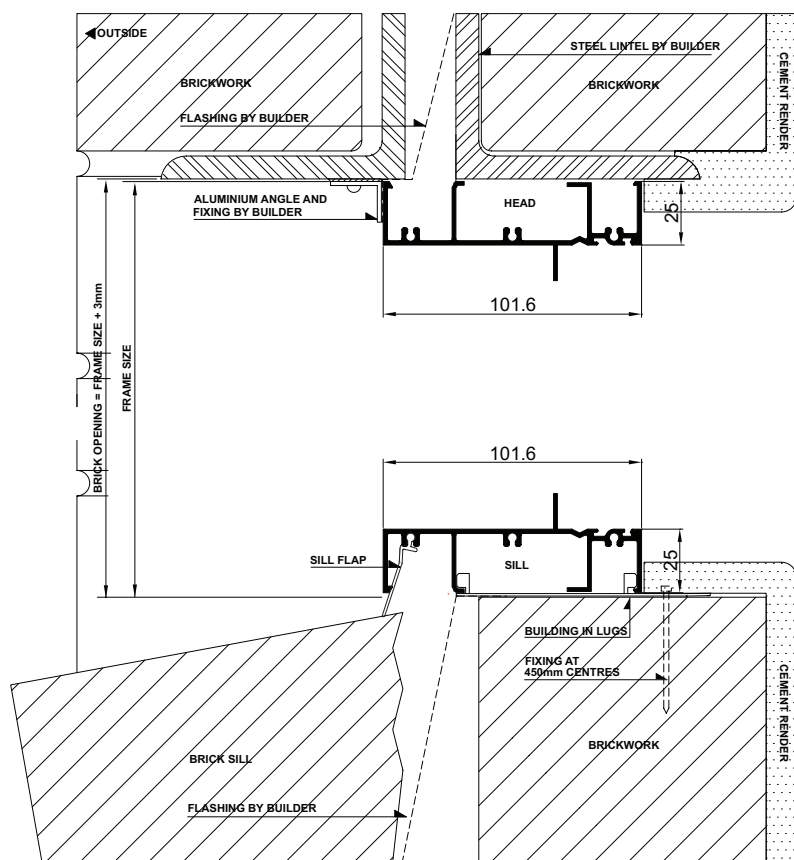 OUTSIDE
STEEL LINTEL BY BUILDER
BRICKWORK
BRICKWORK
CEMENT RENDER
FLASHING BY BUILDER
ALUMINIUM ANGLE AND
FIXING BY BUILDER
HEAD
25
101.6
BRICK OPENING = FRAME SIZE + 3mm
FRAME SIZE
101.6
SILL FLAP
SILL
25
BUILDING IN LUGS
FIXING AT
450mm CENTRES
CEMENT RENDER
BRICK SILL
BRICKWORK
FLASHING BY BUILDER